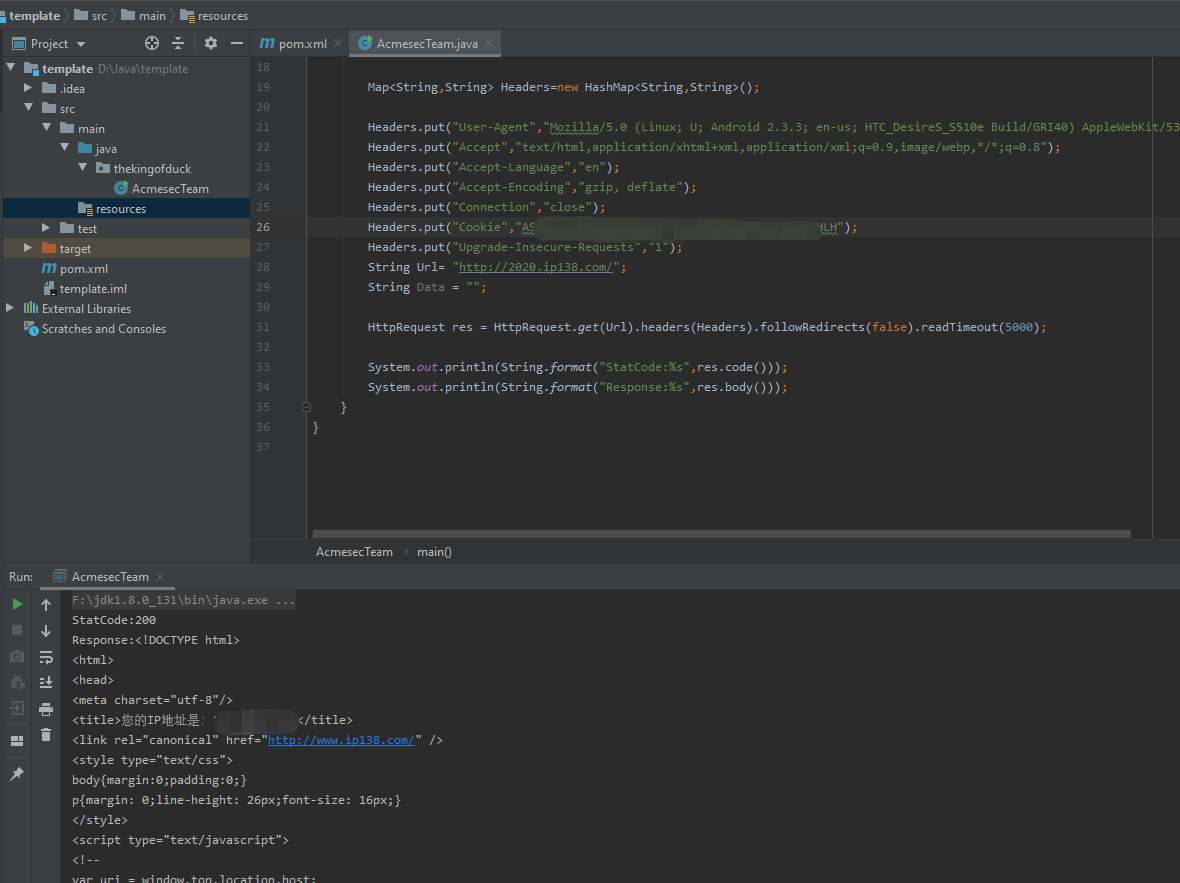 template src main resources
Project
pom.xml AcmesecTeam.java
template D:\Java\template
.idea
src
main
java
thekingofduck
AcmesecTeam
resources
test
target
pom.xml
template.iml
External Libraries
Scratches and Consoles
18
19 Map<String,String> Headers=new HashMap<String,String>();
20
21 Headers.put("User-Agent","Mozilla/5.0 (Linux; U; Android 2.3.3; en-us; HTC_DesireS_S510e Build/GRI40) AppleWebKit/53
22 Headers.put("Accept","text/html,application/xhtml+xml,application/xml;q=0.9,image/webp,*/*;q=0.8");
23 Headers.put("Accept-Language","en");
24 Headers.put("Accept-Encoding","gzip, deflate");
25 Headers.put("Connection","close");
26 Headers.put("Cookie","AS HLH");
27 Headers.put("Upgrade-Insecure-Requests","1");
28 String Url= "http://2020.ip138.com/";
29 String Data = "";
30
31 HttpRequest res = HttpRequest.get(Url).headers(Headers).followRedirects(false).readTimeout(5000);
32
33 System.out.println(String.format("StatCode:%s",res.code()));
34 System.out.println(String.format("Response:%s",res.body()));
35 }
36 }
37
AcmesecTeam main()
Run: AcmesecTeam
F:\jdk1.8.0_131\bin\java.exe ...
StatCode:200
Response:<!DOCTYPE html>
<html>
<head>
<meta charset="utf-8"/>
<title>您的IP地址是: </title>
<link rel="canonical" href="http://www.ip138.com/" />
<style type="text/css">
body{margin:0;padding:0;}
p{margin: 0;line-height: 26px;font-size: 16px;}
</style>
<script type="text/javascript">
<!--
var uri = window.top.location.host;